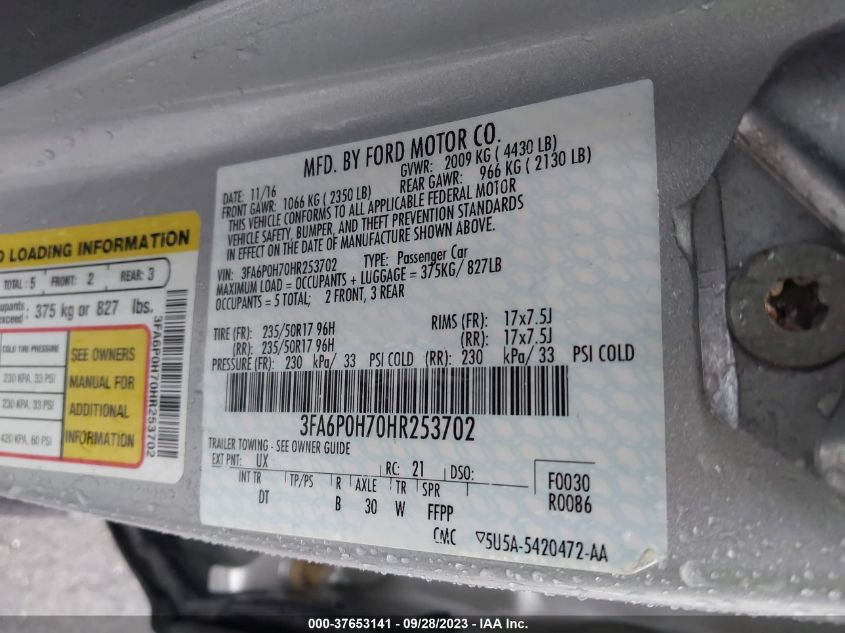 D LOADING INFORMATION
TOTAL: 5 FRONT: 2 REAR: 3
375 kg or 827 lbs.
COLD TIRE PRESSURE
230 KPA, 33 PSI
230 KPA, 33 PSI
420 KPA, 60 PSI
SEE OWNERS
MANUAL FOR
ADDITIONAL
INFORMATION
3FA6P0H70HR253702
MFD. BY FORD MOTOR CO.
DATE: 11/16 GVWR: 2009 KG ( 4430 LB)
FRONT GAWR: 1066 KG ( 2350 LB) REAR GAWR: 966 KG ( 2130 LB)
THIS VEHICLE CONFORMS TO ALL APPLICABLE FEDERAL MOTOR
VEHICLE SAFETY, BUMPER, AND THEFT PREVENTION STANDARDS
IN EFFECT ON THE DATE OF MANUFACTURE SHOWN ABOVE.
VIN: 3FA6P0H70HR253702 TYPE: Passenger Car
MAXIMUM LOAD = OCCUPANTS + LUGGAGE = 375KG/ 827LB
OCCUPANTS = 5 TOTAL; 2 FRONT, 3 REAR
TIRE (FR): 235/50R17 96H RIMS (FR): 17x7.5J
(RR): 235/50R17 96H (RR): 17x7.5J
PRESSURE (FR): 230 kPa/ 33 PSI COLD (RR): 230 kPa/ 33 PSI COLD
3FA6P0H70HR253702
TRAILER TOWING - SEE OWNER GUIDE
EXT PNT: UX RC: 21 DSO:
INT TR TP/PS R AXLE TR SPR
DT B 30 W FFPP
F0030
R0086
CMC ▽5U5A-5420472-AA
000-37653141 / 09/28/2023 / IAA Inc.